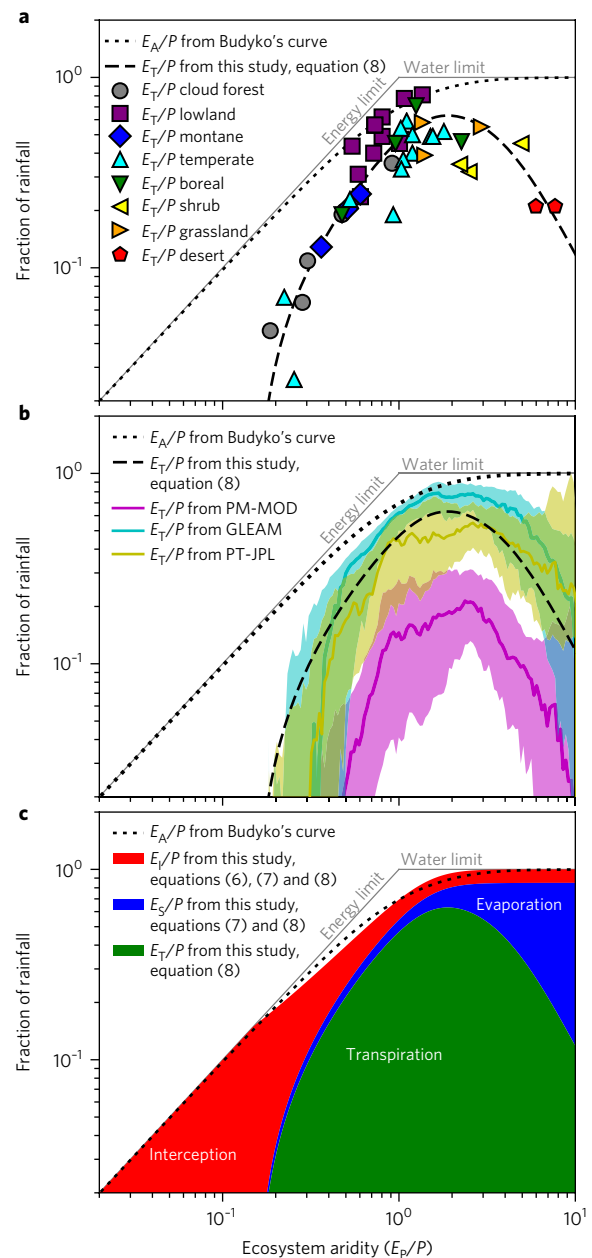 a
E_A/P from Budyko's curve
E_T/P from this study, equation (8)
E_T/P cloud forest
E_T/P lowland
E_T/P montane
E_T/P temperate
E_T/P boreal
E_T/P shrub
E_T/P grassland
E_T/P desert
Energy limit
Water limit
10^0
10^-1
Fraction of rainfall
b
E_A/P from Budyko's curve
E_T/P from this study,
equation (8)
E_T/P from PM-MOD
E_T/P from GLEAM
E_T/P from PT-JPL
Energy limit
Water limit
10^0
10^-1
Fraction of rainfall
c
E_A/P from Budyko's curve
E_I/P from this study,
equations (6), (7) and (8)
E_S/P from this study,
equations (7) and (8)
E_T/P from this study,
equation (8)
Energy limit
Water limit
Evaporation
Transpiration
Interception
10^0
10^-1
Fraction of rainfall
10^-1 10^0 10^1
Ecosystem aridity (E_P/P)